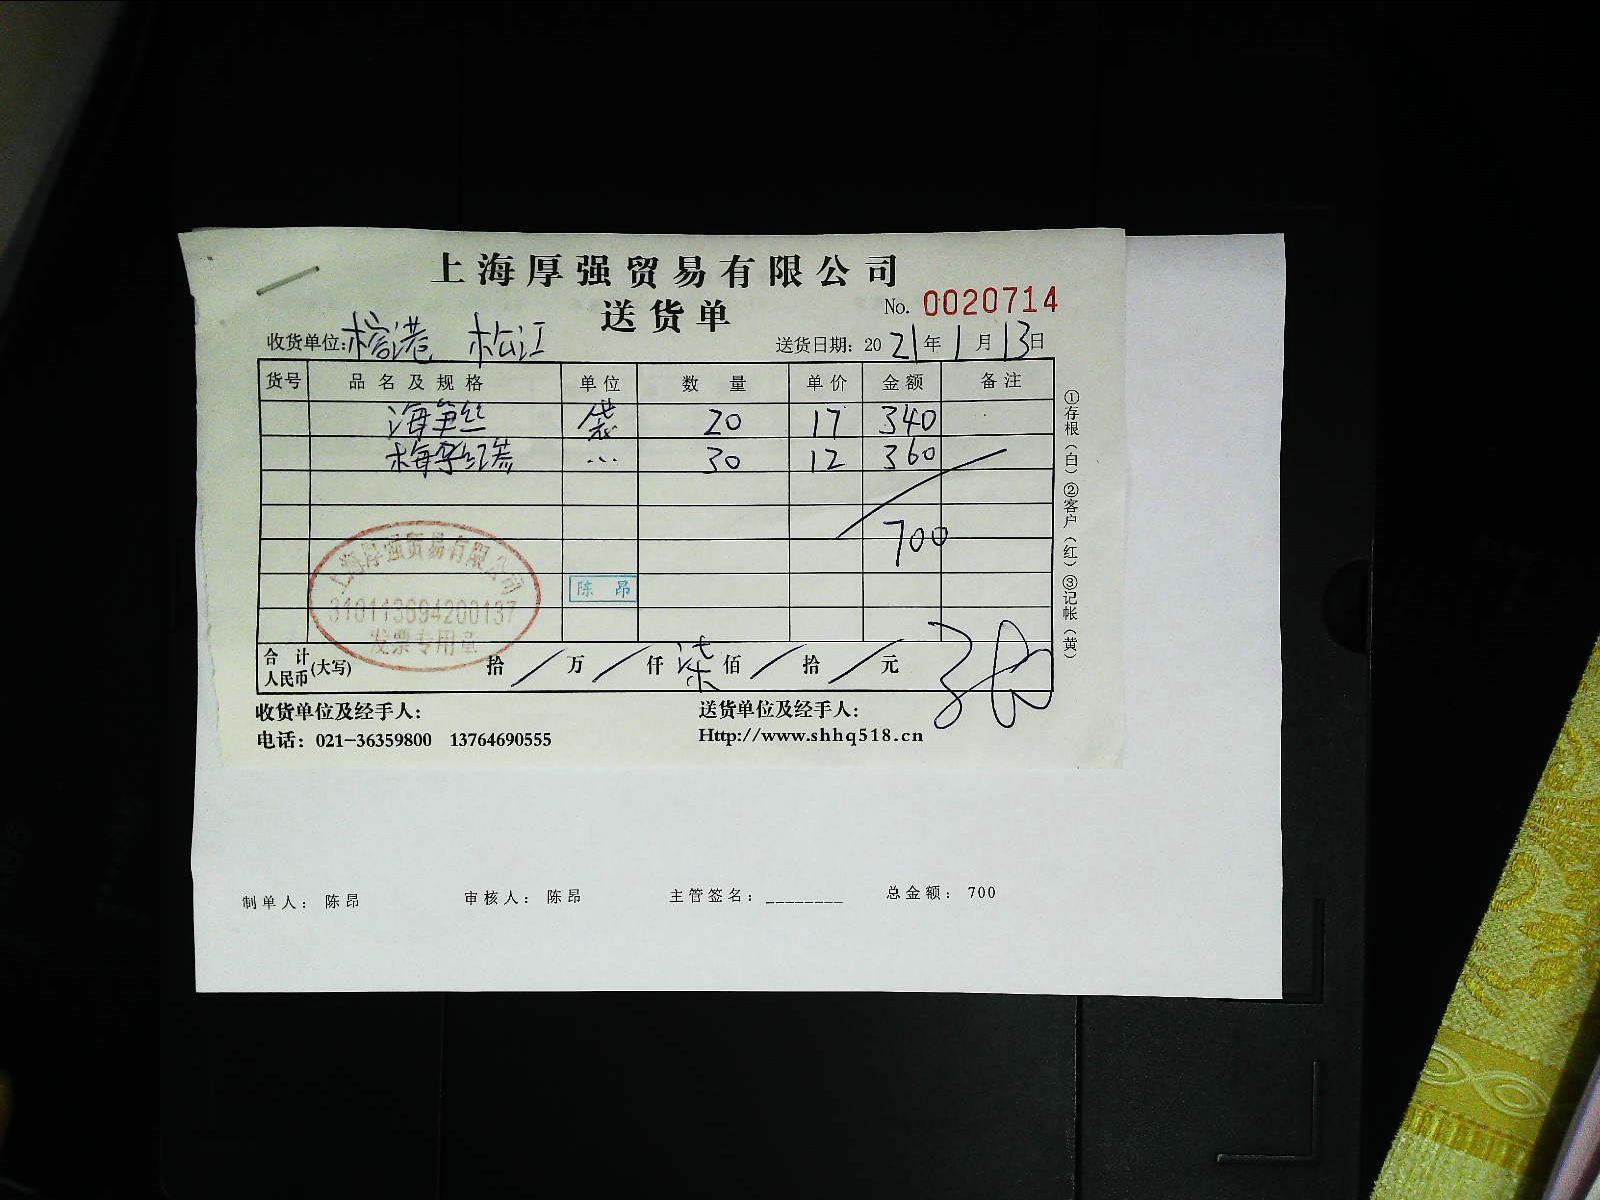 上海厚强贸易有限公司
送货单
No. 0020714
收货单位: 榕港 松江
送货日期: 2021年1月13日
货号 品名及规格 单位 数量 单价 金额 备注
海笋丝 袋 20 17 340
梅干红烧 … 30 12 360
700
上海厚强贸易有限公司
310113694200137
发票专用章
陈 昂
合计人民币(大写) 拾 / 万 / 仟 柒 佰 / 拾 / 元
收货单位及经手人:
送货单位及经手人:
电话: 021-36359800 13764690555
Http://www.shhq518.cn
①存根(白)②客户(红)③记帐(黄)
制单人: 陈昂 审核人: 陈昂 主管签名: ________ 总金额: 700